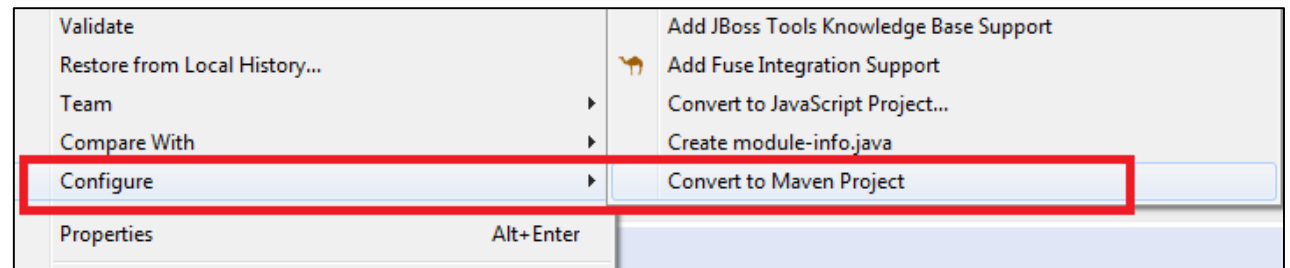 Validate
Restore from Local History...
Team
Compare With
Configure
Properties Alt+Enter
Add JBoss Tools Knowledge Base Support
Add Fuse Integration Support
Convert to JavaScript Project...
Create module-info.java
Convert to Maven Project